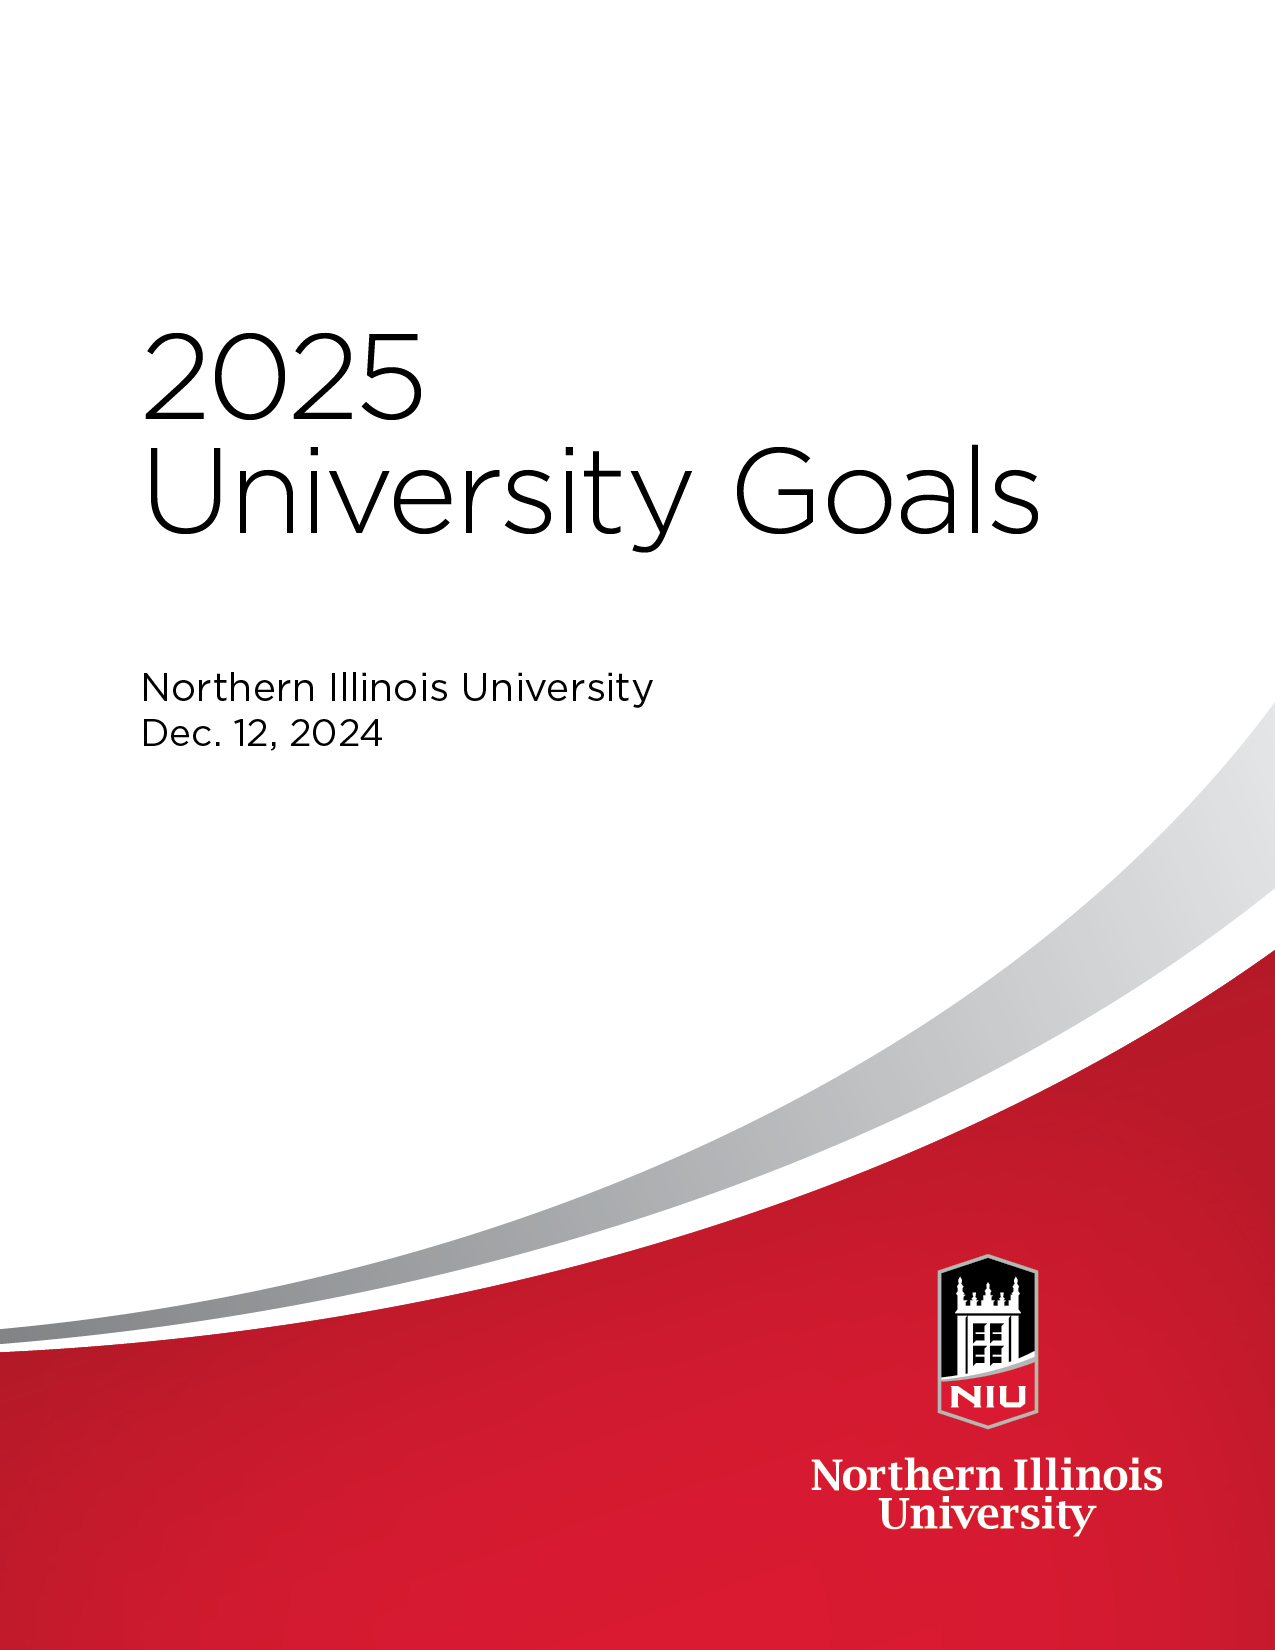 2025
University Goals
Northern Illinois University
Dec. 12, 2024
NIU
Northern Illinois
University